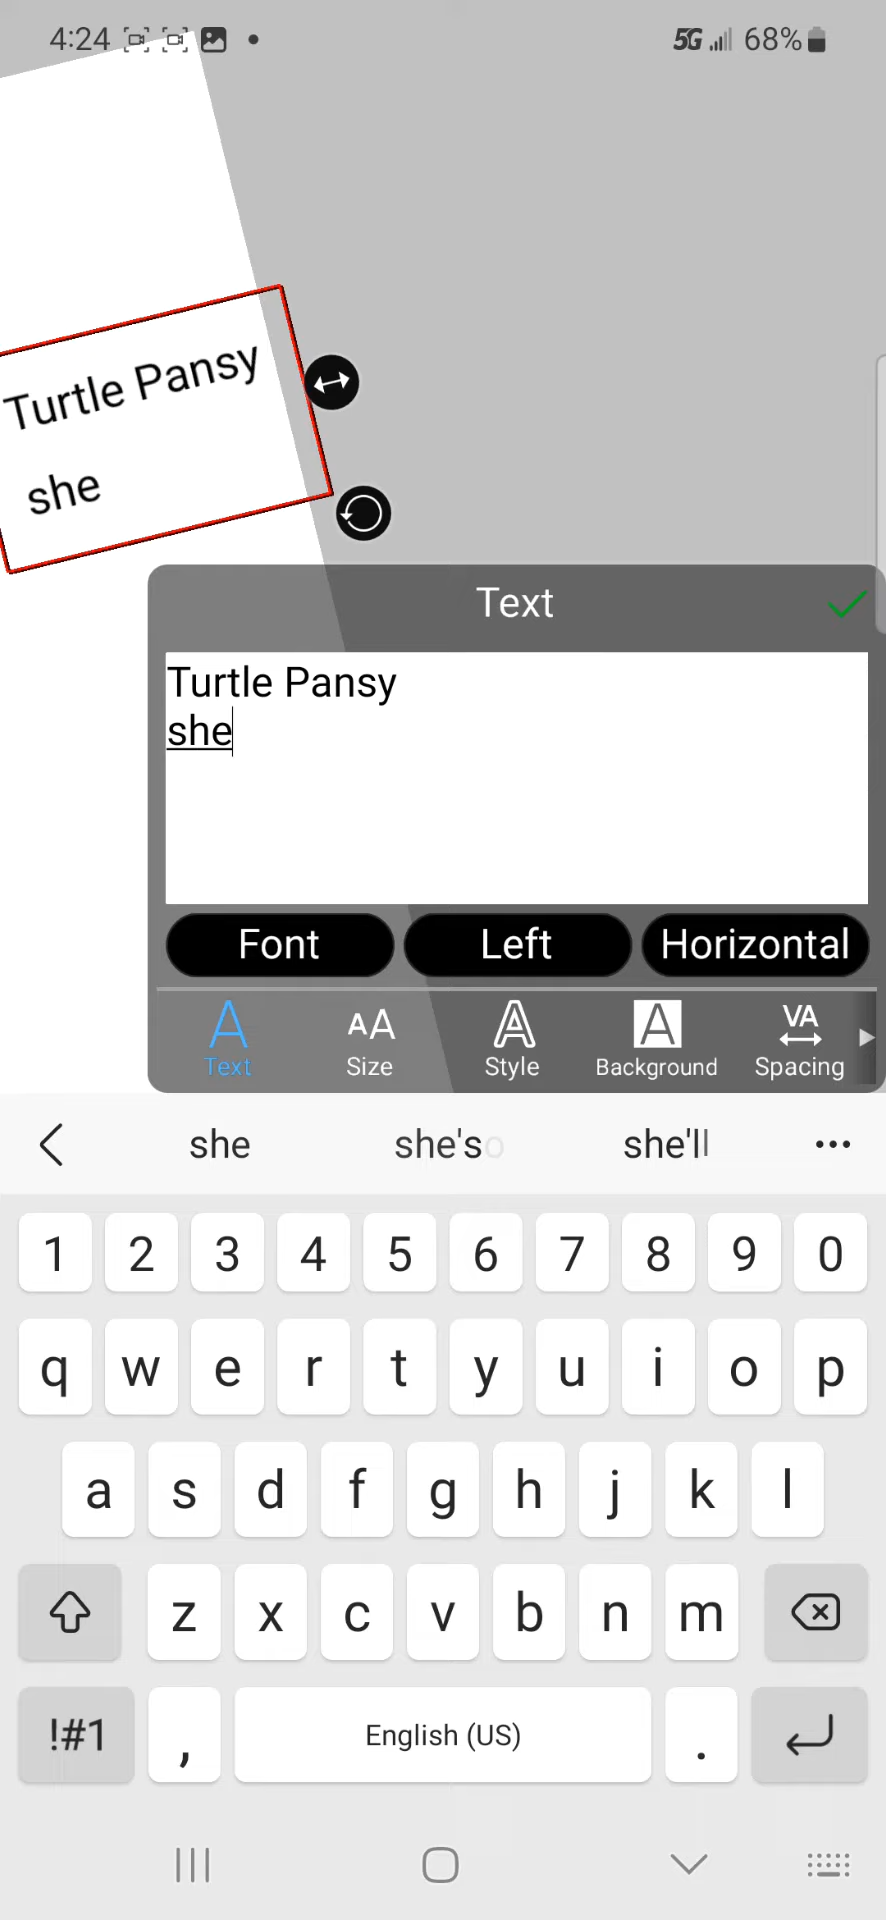 4:24 5G 68%
Turtle Pansy
she
Text
Turtle Pansy
she
Font Left Horizontal
A AA A A VA
Text Size Style Background Spacing
she she's she'll
1 2 3 4 5 6 7 8 9 0
q w e r t y u i o p
a s d f g h j k l
z x c v b n m
!#1 , English (US) .